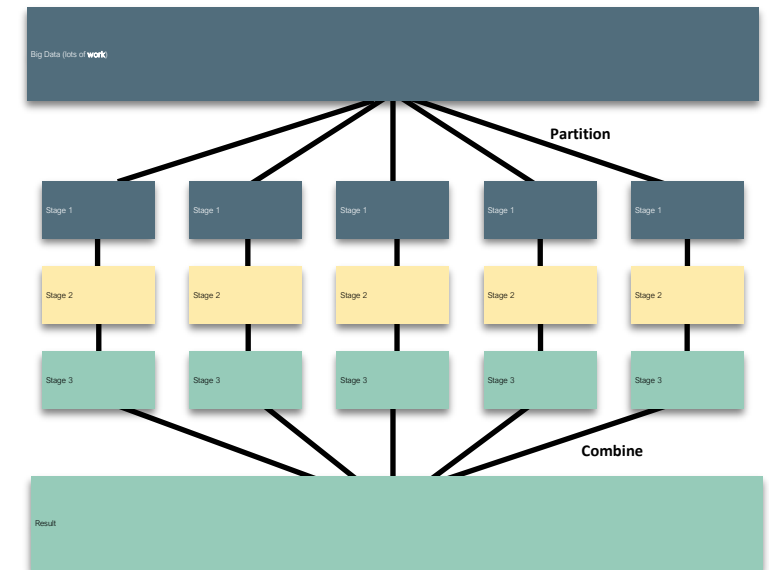 Big Data (lots of work)
Partition
Stage 1
Stage 1
Stage 1
Stage 1
Stage 1
Stage 2
Stage 2
Stage 2
Stage 2
Stage 2
Stage 3
Stage 3
Stage 3
Stage 3
Stage 3
Combine
Result